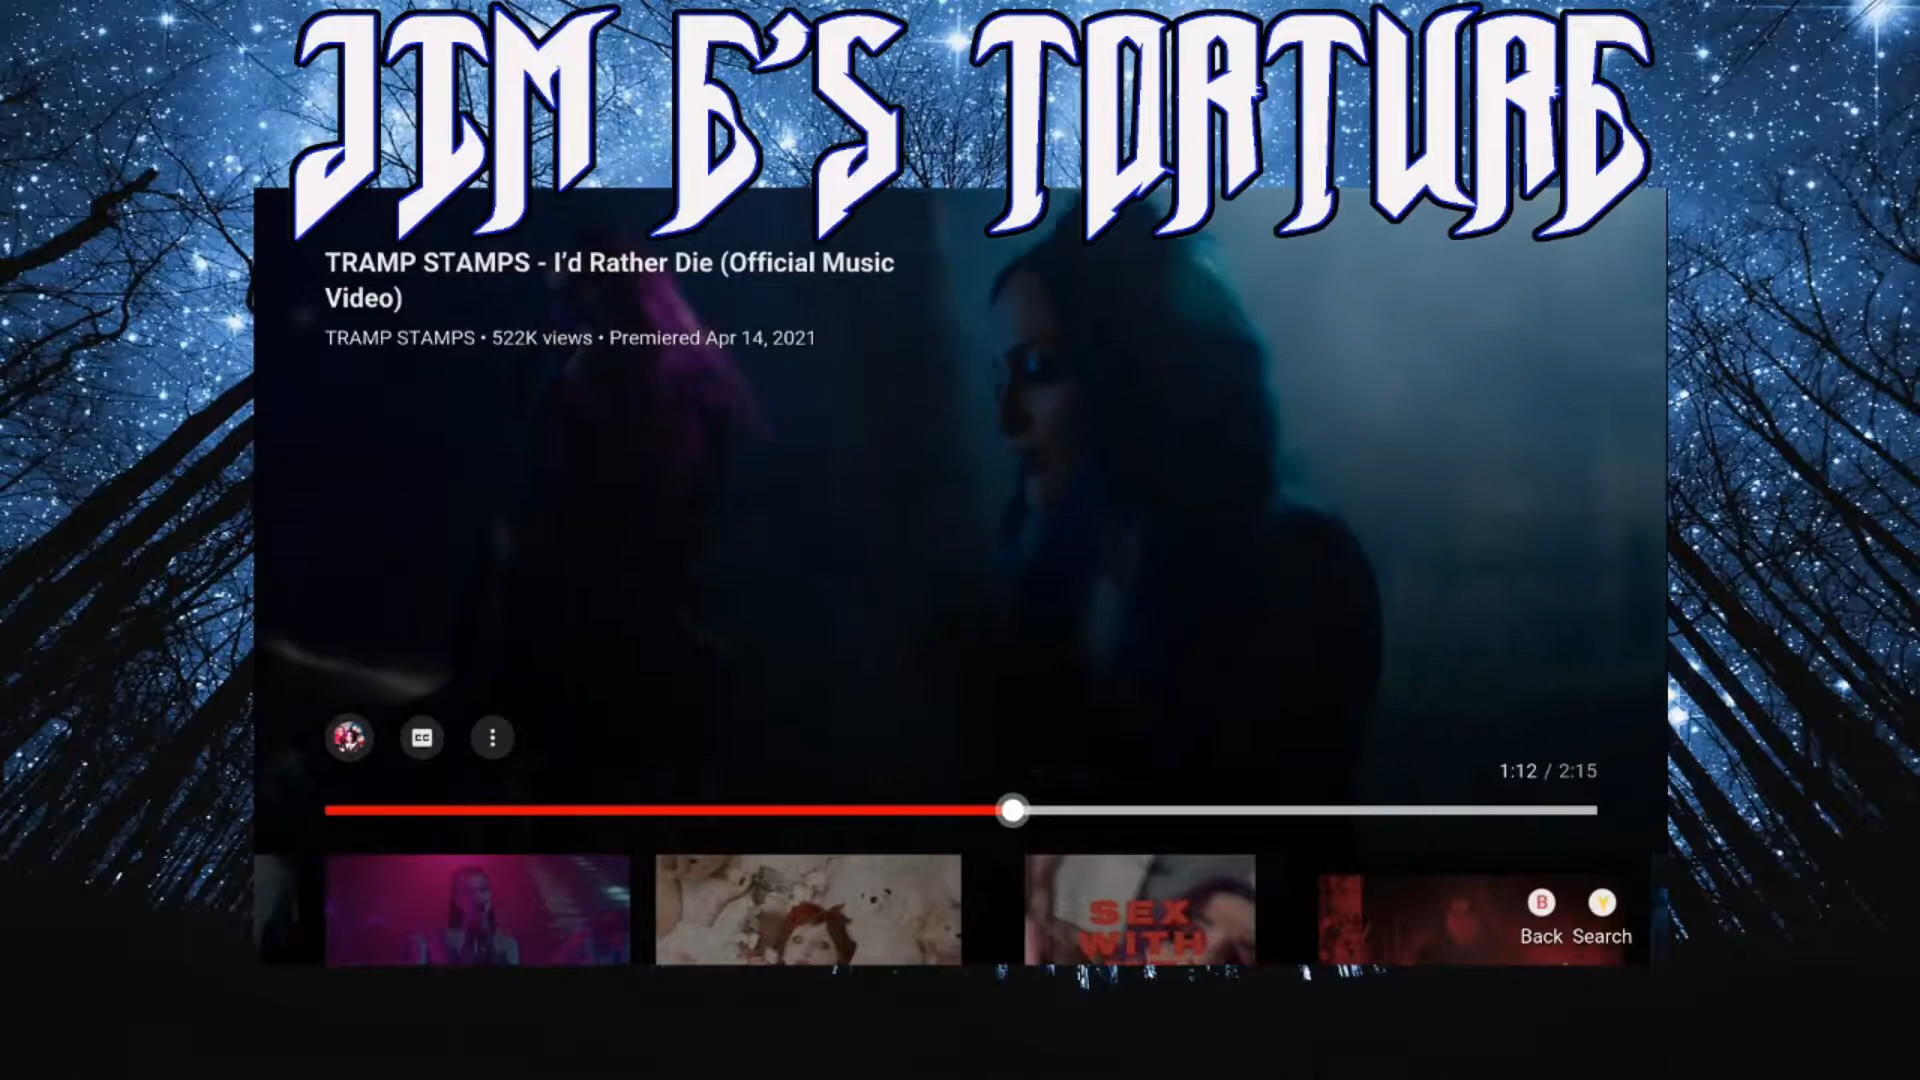 JIM E'S TORTURE
TRAMP STAMPS - I’d Rather Die (Official Music
Video)
TRAMP STAMPS • 522K views • Premiered Apr 14, 2021
CC
1:12 / 2:15
SEX
WITH
B Y
Back Search